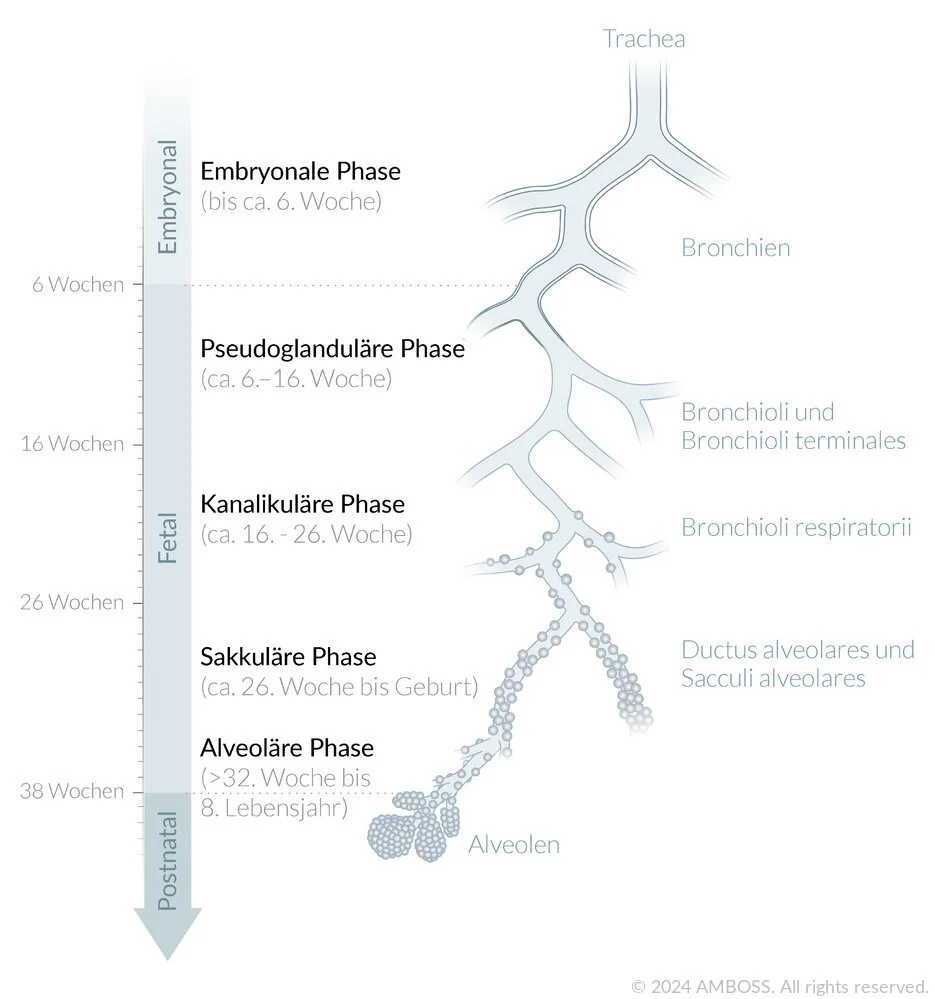 Trachea
Embryonal
Embryonale Phase
(bis ca. 6. Woche)
Bronchien
6 Wochen
Pseudoglanduläre Phase
(ca. 6.–16. Woche)
Bronchioli und
Bronchioli terminales
16 Wochen
Fetal
Kanalikuläre Phase
(ca. 16. - 26. Woche)
Bronchioli respiratorii
26 Wochen
Sakkuläre Phase
(ca. 26. Woche bis Geburt)
Ductus alveolares und
Sacculi alveolares
Alveoläre Phase
(>32. Woche bis
8. Lebensjahr)
38 Wochen
Postnatal
Alveolen
© 2024 AMBOSS. All rights reserved.